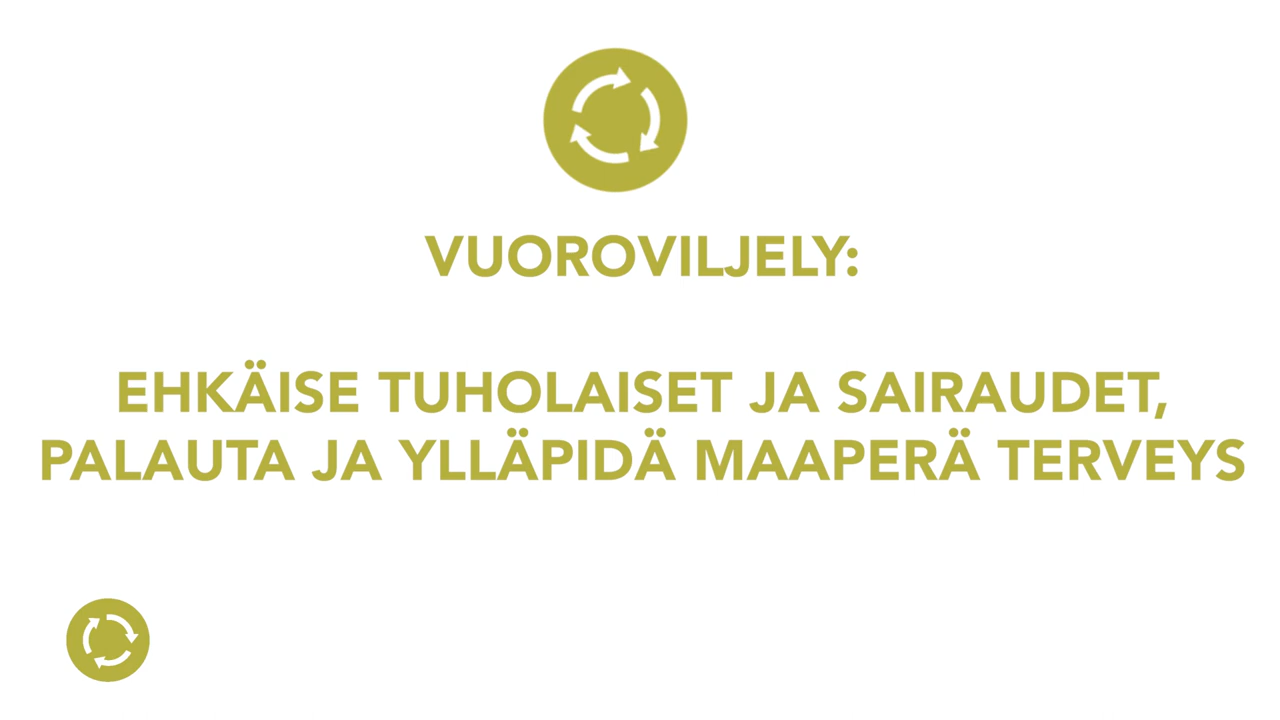 VUOROVILJELY:
EHKÄISE TUHOLAISET JA SAIRAUDET,
PALAUTA JA YLLÄPIDÄ MAAPERÄ TERVEYS